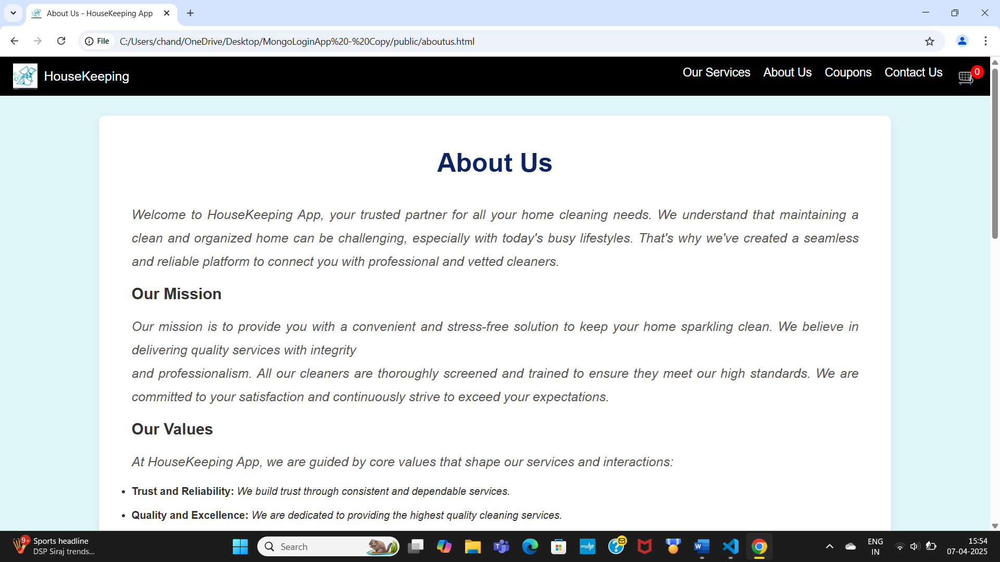 About Us - HouseKeeping App
File
C:/Users/chand/OneDrive/Desktop/MongoLoginApp%20-%20Copy/public/aboutus.html
HouseKeeping
Our Services
About Us
Coupons
Contact Us
0
About Us
Welcome to HouseKeeping App, your trusted partner for all your home cleaning needs. We understand that maintaining a
clean and organized home can be challenging, especially with today's busy lifestyles. That's why we've created a seamless
and reliable platform to connect you with professional and vetted cleaners.
Our Mission
Our mission is to provide you with a convenient and stress-free solution to keep your home sparkling clean. We believe in
delivering quality services with integrity
and professionalism. All our cleaners are thoroughly screened and trained to ensure they meet our high standards. We are
committed to your satisfaction and continuously strive to exceed your expectations.
Our Values
At HouseKeeping App, we are guided by core values that shape our services and interactions:
• Trust and Reliability: We build trust through consistent and dependable services.
• Quality and Excellence: We are dedicated to providing the highest quality cleaning services.
9+
Sports headline
DSP Siraj trends...
Search
myhp
ENG
IN
15:54
07-04-2025